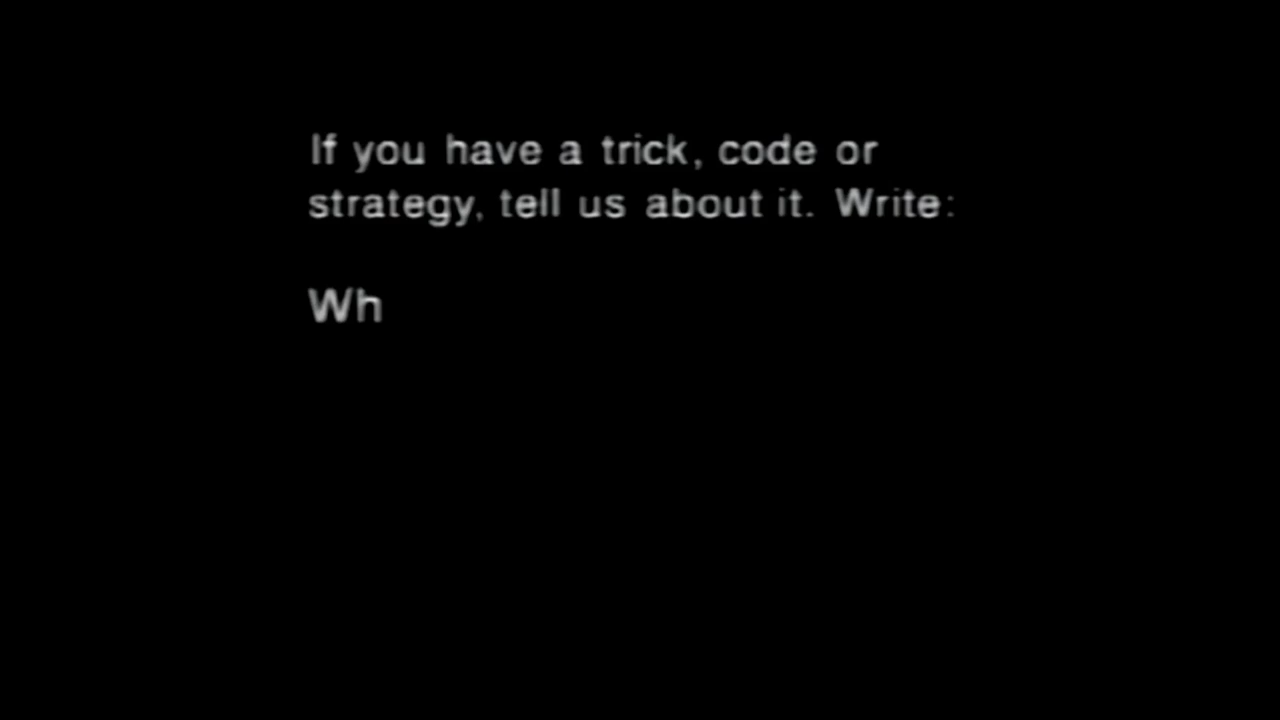 If you have a trick, code or
strategy, tell us about it. Write:
Wh